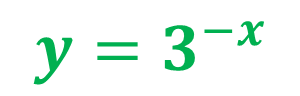 y = 3⁻ˣ